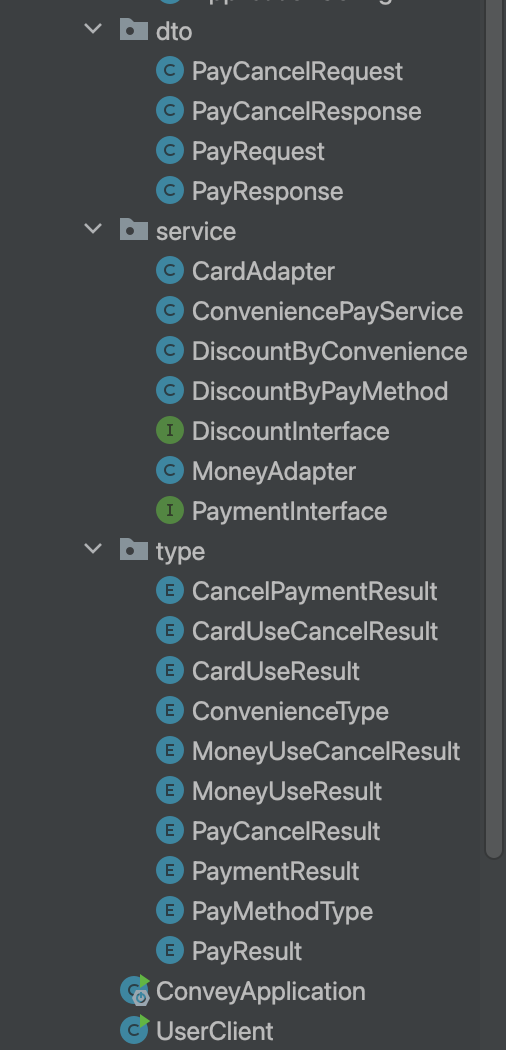 dto
C PayCancelRequest
C PayCancelResponse
C PayRequest
C PayResponse
service
C CardAdapter
C ConveniencePayService
C DiscountByConvenience
C DiscountByPayMethod
I DiscountInterface
C MoneyAdapter
I PaymentInterface
type
E CancelPaymentResult
E CardUseCancelResult
E CardUseResult
E ConvenienceType
E MoneyUseCancelResult
E MoneyUseResult
E PayCancelResult
E PaymentResult
E PayMethodType
E PayResult
C ConveyApplication
C UserClient